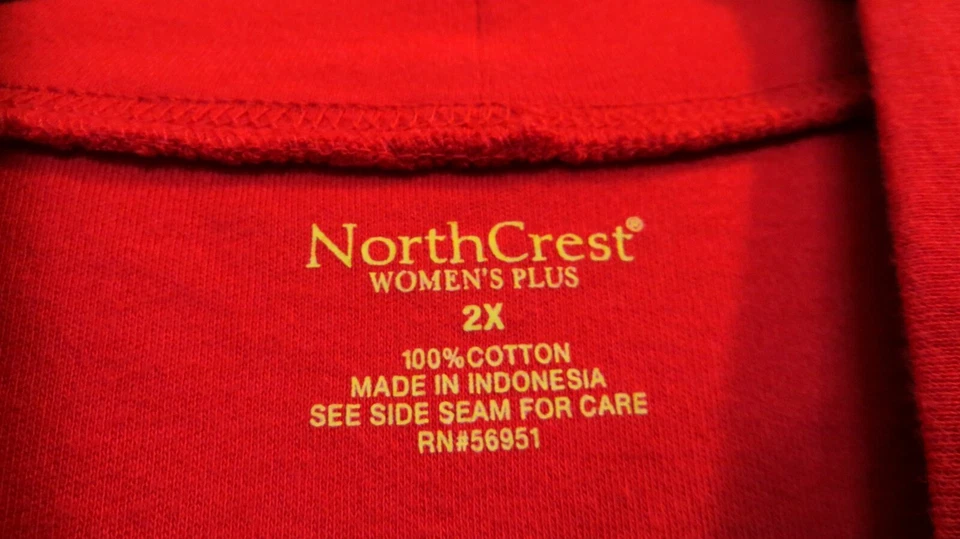 NorthCrest®
WOMEN'S PLUS
2X
100% COTTON
MADE IN INDONESIA
SEE SIDE SEAM FOR CARE
RN#56951